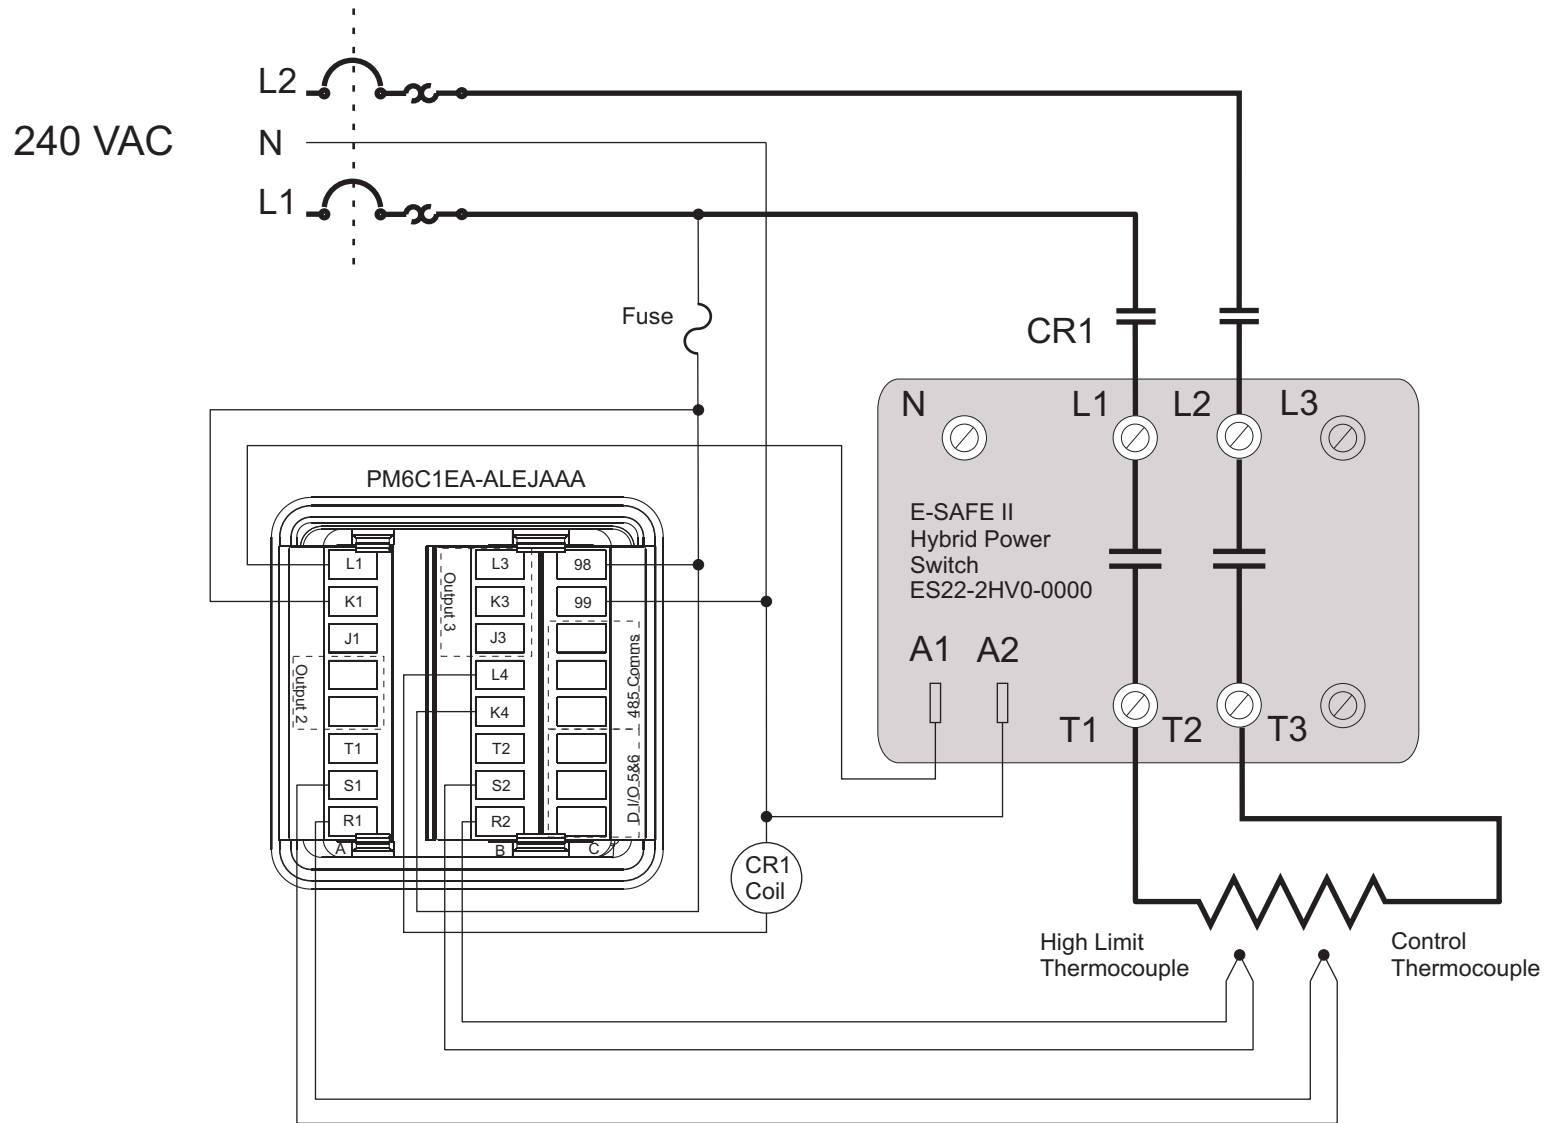 L2
240 VAC
N
L1
Fuse
CR1
N
L1
L2
L3
PM6C1EA-ALEJAAA
E-SAFE II
Hybrid Power
Switch
ES22-2HV0-0000
A1
A2
T1
T2
T3
L1
K1
J1
Output 2
T1
S1
R1
A
Output 3
L3
K3
J3
L4
K4
T2
S2
R2
B
98
99
485 Comms
D I/O 5&6
C
CR1
Coil
High Limit
Thermocouple
Control
Thermocouple